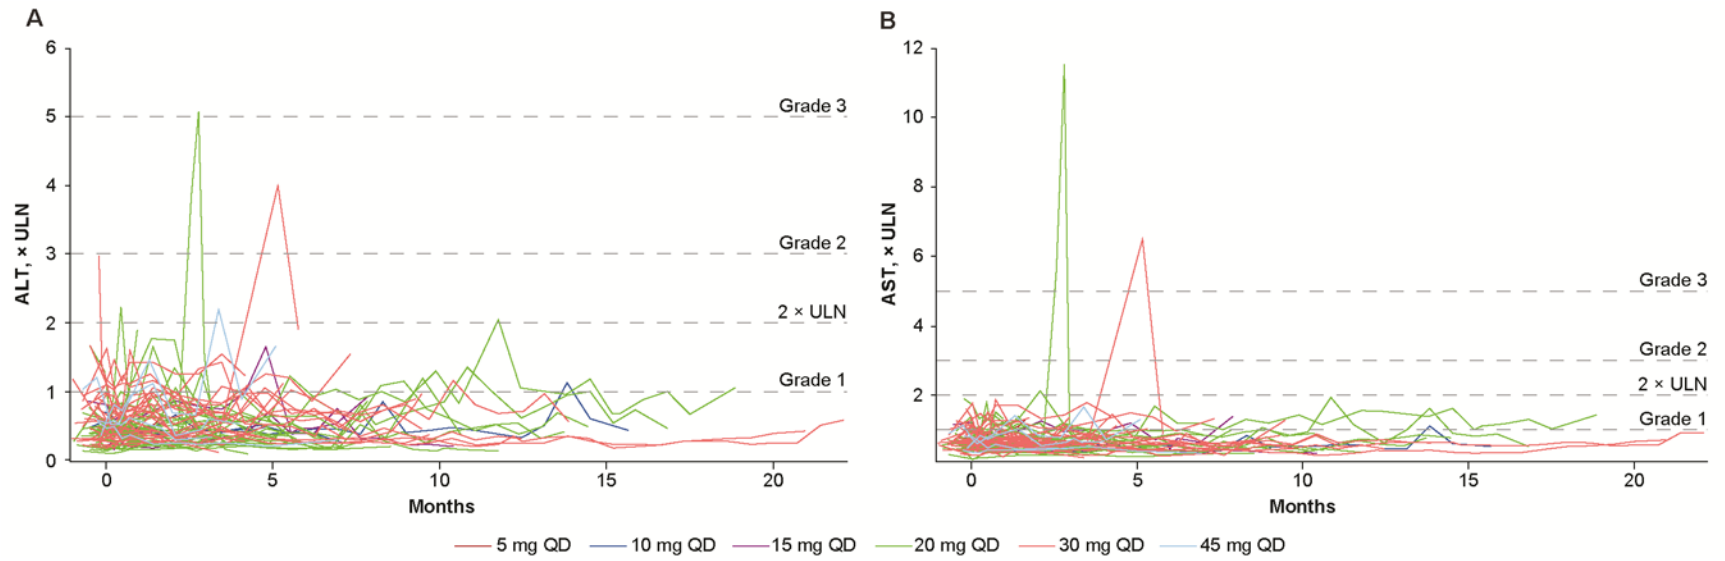 A
6
5
4
3
2
1
0
ALT, × ULN
Grade 3
Grade 2
2 × ULN
Grade 1
0
5
10
15
20
Months
B
12
10
8
6
4
2
0
AST, × ULN
Grade 3
Grade 2
2 × ULN
Grade 1
0
5
10
15
20
Months
5 mg QD 10 mg QD 15 mg QD 20 mg QD 30 mg QD 45 mg QD